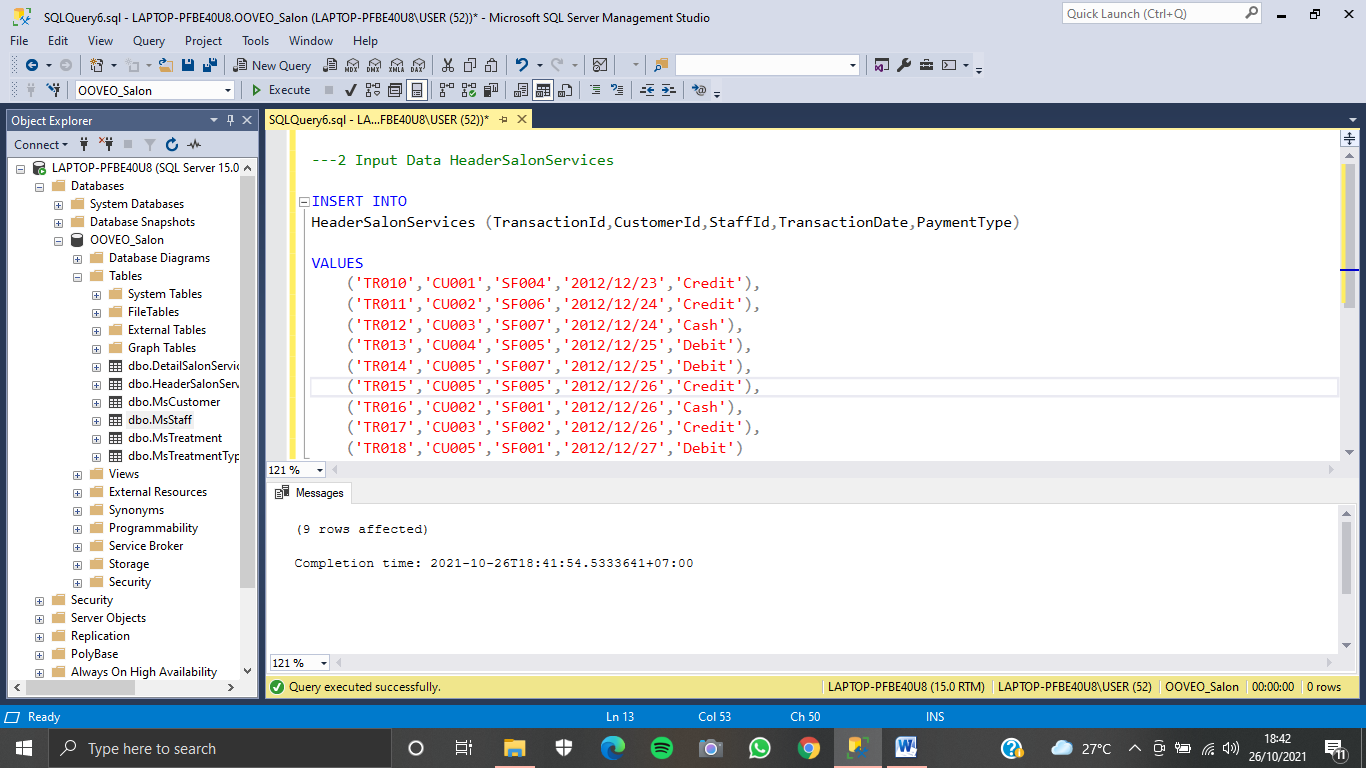 SQLQuery6.sql - LAPTOP-PFBE40U8.OOVEO_Salon (LAPTOP-PFBE40U8\USER (52))* - Microsoft SQL Server Management Studio
Quick Launch (Ctrl+Q)
File Edit View Query Project Tools Window Help
New Query MDX DMX XMLA DAX
OOVEO_Salon Execute
Object Explorer
SQLQuery6.sql - LA...FBE40U8\USER (52))*
Connect
LAPTOP-PFBE40U8 (SQL Server 15.0
Databases
System Databases
Database Snapshots
OOVEO_Salon
Database Diagrams
Tables
System Tables
FileTables
External Tables
Graph Tables
dbo.DetailSalonServic
dbo.HeaderSalonServ
dbo.MsCustomer
dbo.MsStaff
dbo.MsTreatment
dbo.MsTreatmentTyp
Views
External Resources
Synonyms
Programmability
Service Broker
Storage
Security
Security
Server Objects
Replication
PolyBase
Always On High Availability
---2 Input Data HeaderSalonServices
INSERT INTO
HeaderSalonServices (TransactionId,CustomerId,StaffId,TransactionDate,PaymentType)
VALUES
('TR010','CU001','SF004','2012/12/23','Credit'),
('TR011','CU002','SF006','2012/12/24','Credit'),
('TR012','CU003','SF007','2012/12/24','Cash'),
('TR013','CU004','SF005','2012/12/25','Debit'),
('TR014','CU005','SF007','2012/12/25','Debit'),
('TR015','CU005','SF005','2012/12/26','Credit'),
('TR016','CU002','SF001','2012/12/26','Cash'),
('TR017','CU003','SF002','2012/12/26','Credit'),
('TR018','CU005','SF001','2012/12/27','Debit')
121 %
Messages
(9 rows affected)
Completion time: 2021-10-26T18:41:54.5333641+07:00
121 %
Query executed successfully. LAPTOP-PFBE40U8 (15.0 RTM) LAPTOP-PFBE40U8\USER (52) OOVEO_Salon 00:00:00 0 rows
Ready Ln 13 Col 53 Ch 50 INS
Type here to search
27°C
18:42
26/10/2021
11